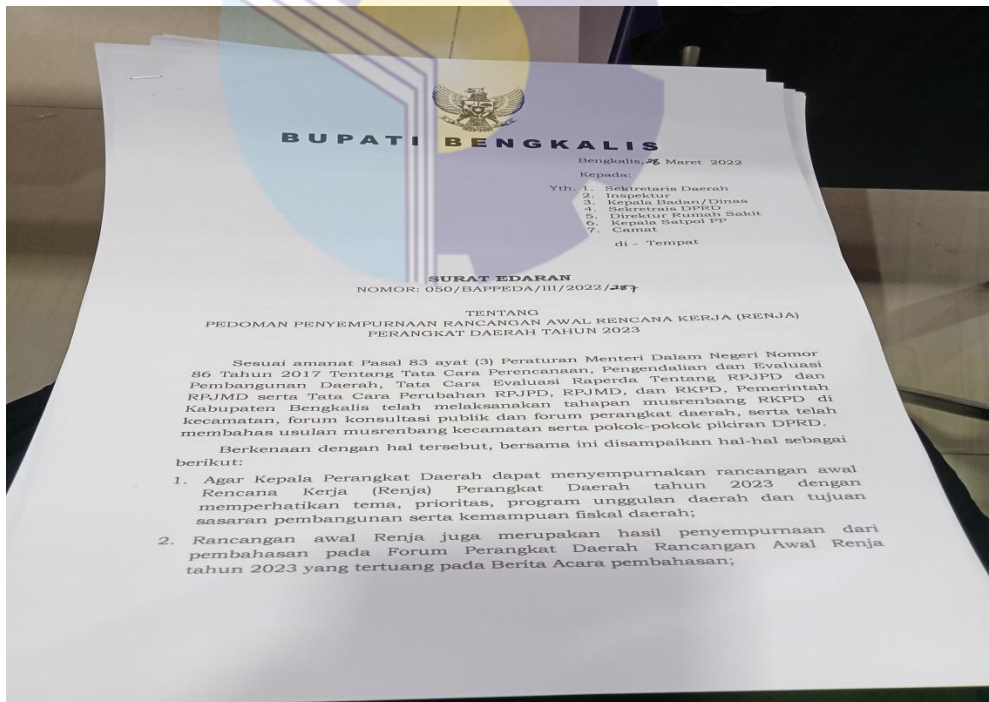 BUPATI BENGKALIS
Bengkalis, 28 Maret 2022
Kepada:
Yth. 1. Sektretaris Daerah
2. Inspektur
3. Kepala Badan/Dinas
4. Sekretrais DPRD
5. Direktur Rumah Sakit
6. Kepala Satpol PP
7. Camat
di - Tempat
SURAT EDARAN
NOMOR: 050/BAPPEDA/III/2022/287
TENTANG
PEDOMAN PENYEMPURNAAN RANCANGAN AWAL RENCANA KERJA (RENJA)
PERANGKAT DAERAH TAHUN 2023
Sesuai amanat Pasal 83 ayat (3) Peraturan Menteri Dalam Negeri Nomor
86 Tahun 2017 Tentang Tata Cara Perencanaan, Pengendalian dan Evaluasi
Pembangunan Daerah, Tata Cara Evaluasi Raperda Tentang RPJPD dan
RPJMD serta Tata Cara Perubahan RPJPD, RPJMD, dan RKPD, Pemerintah
Kabupaten Bengkalis telah melaksanakan tahapan musrenbang RKPD di
kecamatan, forum konsultasi publik dan forum perangkat daerah, serta telah
membahas usulan musrenbang kecamatan serta pokok-pokok pikiran DPRD.
Berkenaan dengan hal tersebut, bersama ini disampaikan hal-hal sebagai
berikut:
1. Agar Kepala Perangkat Daerah dapat menyempurnakan rancangan awal
Rencana Kerja (Renja) Perangkat Daerah tahun 2023 dengan
memperhatikan tema, prioritas, program unggulan daerah dan tujuan
sasaran pembangunan serta kemampuan fiskal daerah;
2. Rancangan awal Renja juga merupakan hasil penyempurnaan dari
pembahasan pada Forum Perangkat Daerah Rancangan Awal Renja
tahun 2023 yang tertuang pada Berita Acara pembahasan;